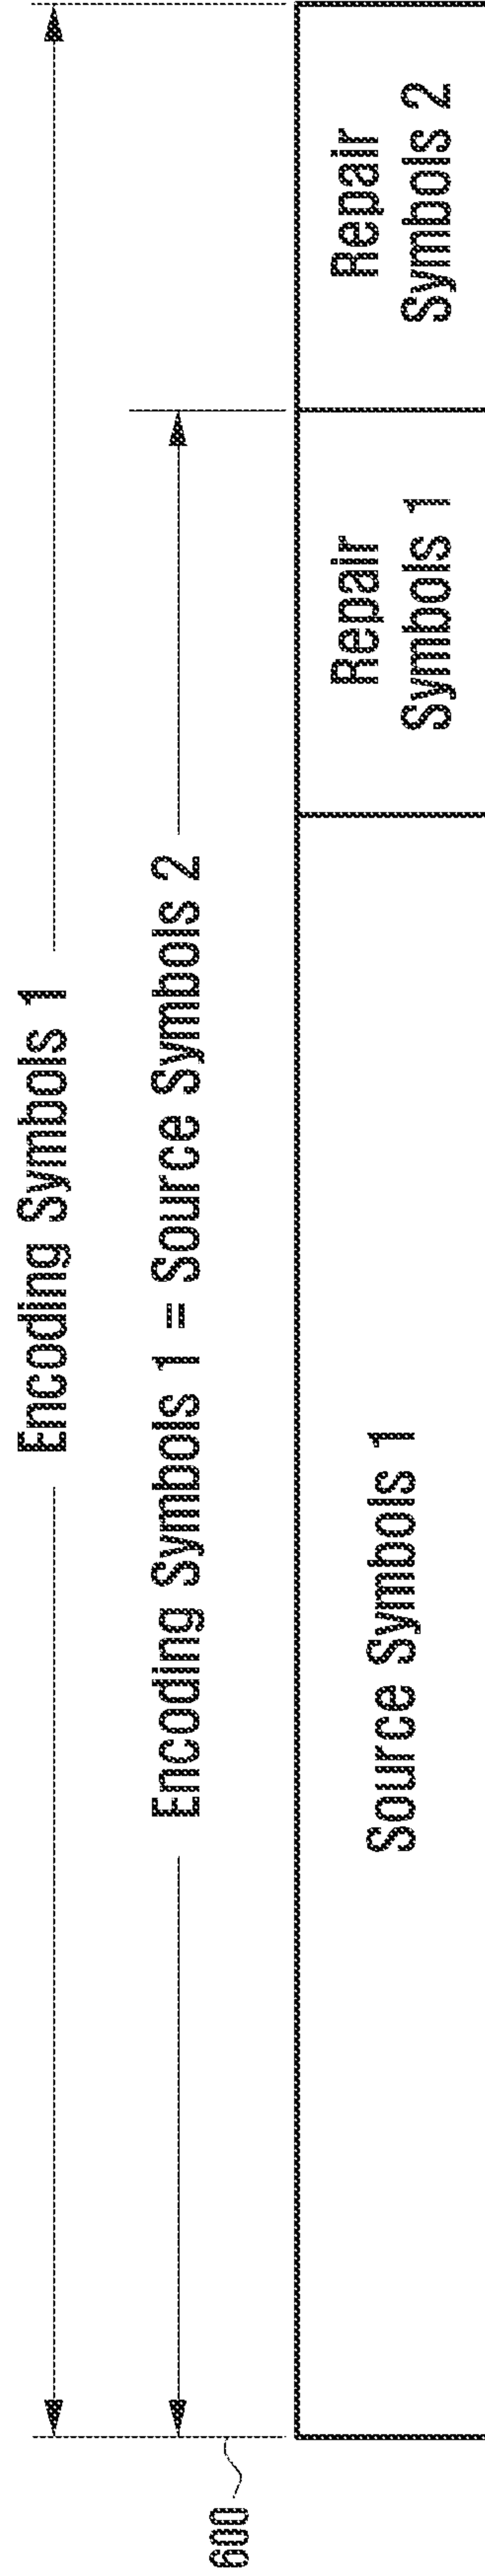 Encoding Symbols 1
Encoding Symbols 1 = Source Symbols 2
600
Source Symbols 1
Repair
Symbols 1
Repair
Symbols 2